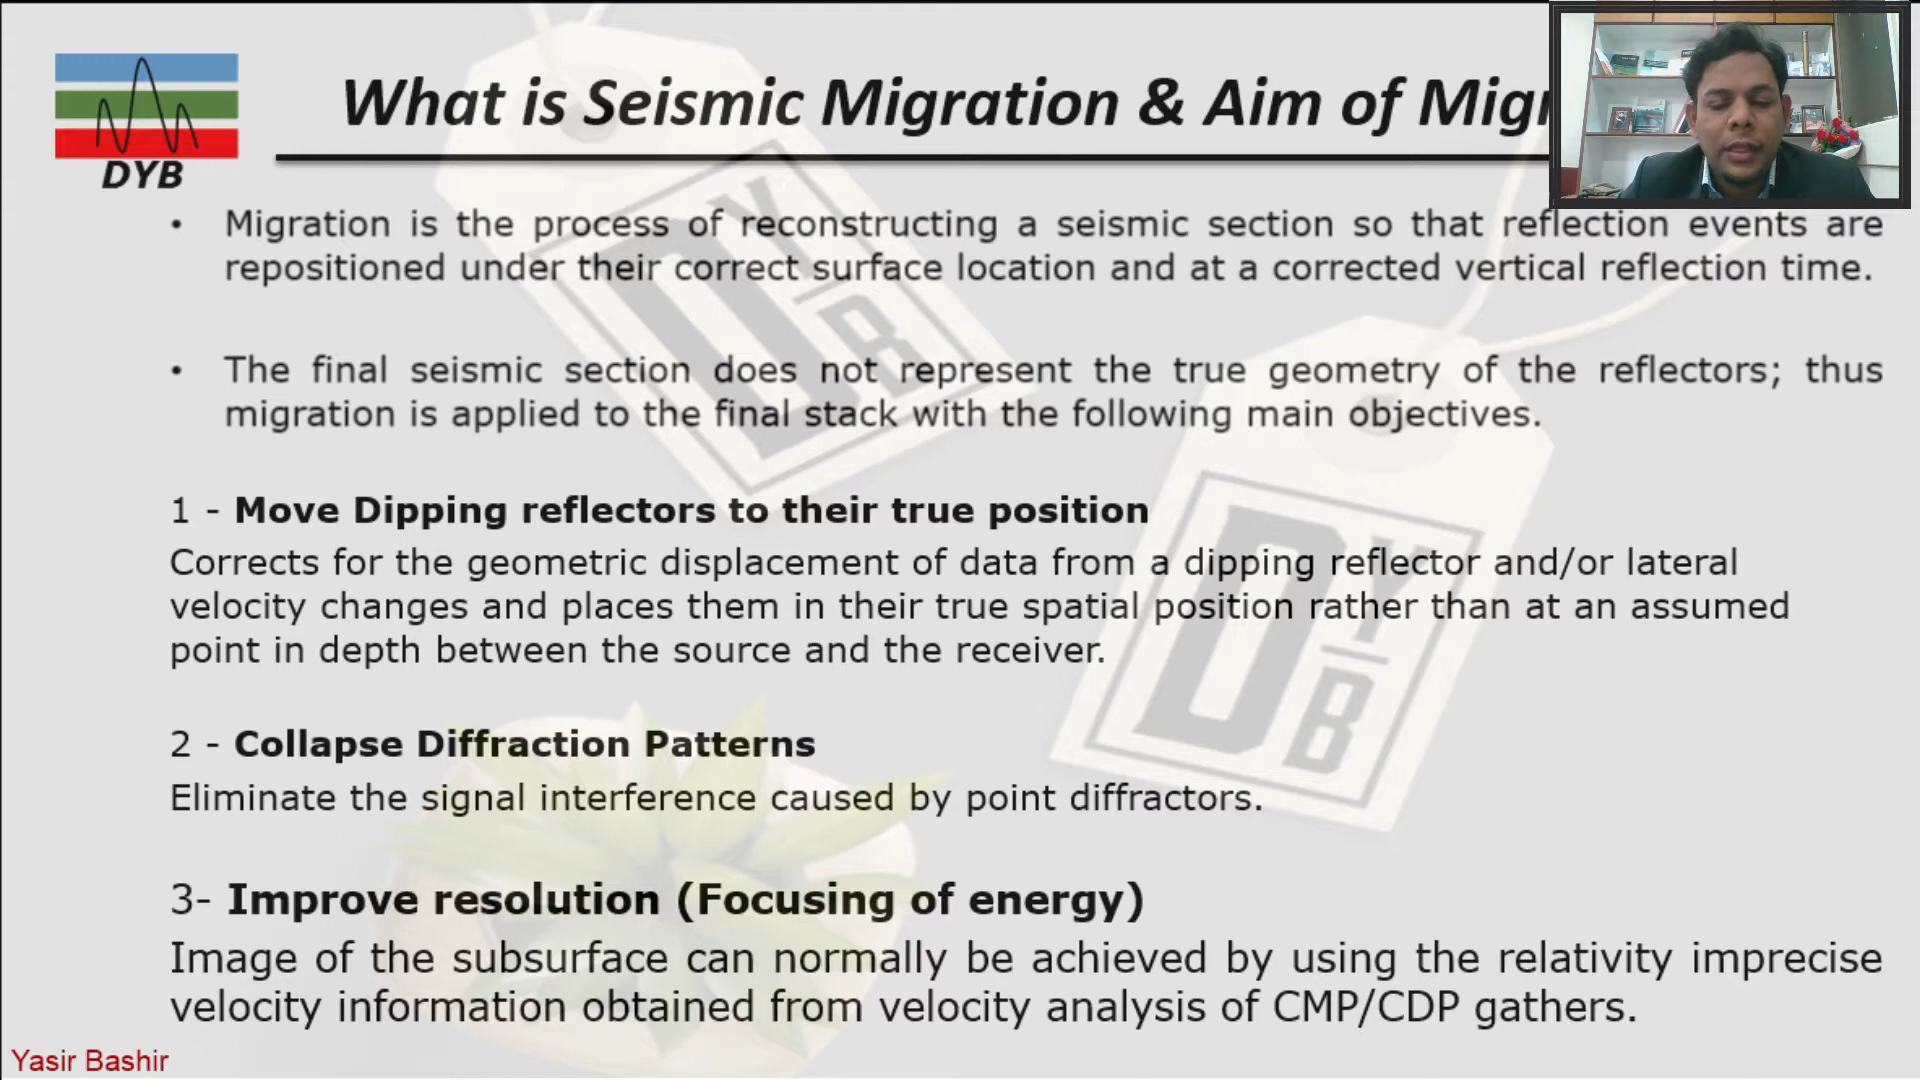 What is Seismic Migration & Aim of Migr
DYB
• Migration is the process of reconstructing a seismic section so that reflection events are
repositioned under their correct surface location and at a corrected vertical reflection time.
• The final seismic section does not represent the true geometry of the reflectors; thus
migration is applied to the final stack with the following main objectives.
1 - Move Dipping reflectors to their true position
Corrects for the geometric displacement of data from a dipping reflector and/or lateral
velocity changes and places them in their true spatial position rather than at an assumed
point in depth between the source and the receiver.
2 - Collapse Diffraction Patterns
Eliminate the signal interference caused by point diffractors.
3- Improve resolution (Focusing of energy)
Image of the subsurface can normally be achieved by using the relativity imprecise
velocity information obtained from velocity analysis of CMP/CDP gathers.
Yasir Bashir
DYB
DYB